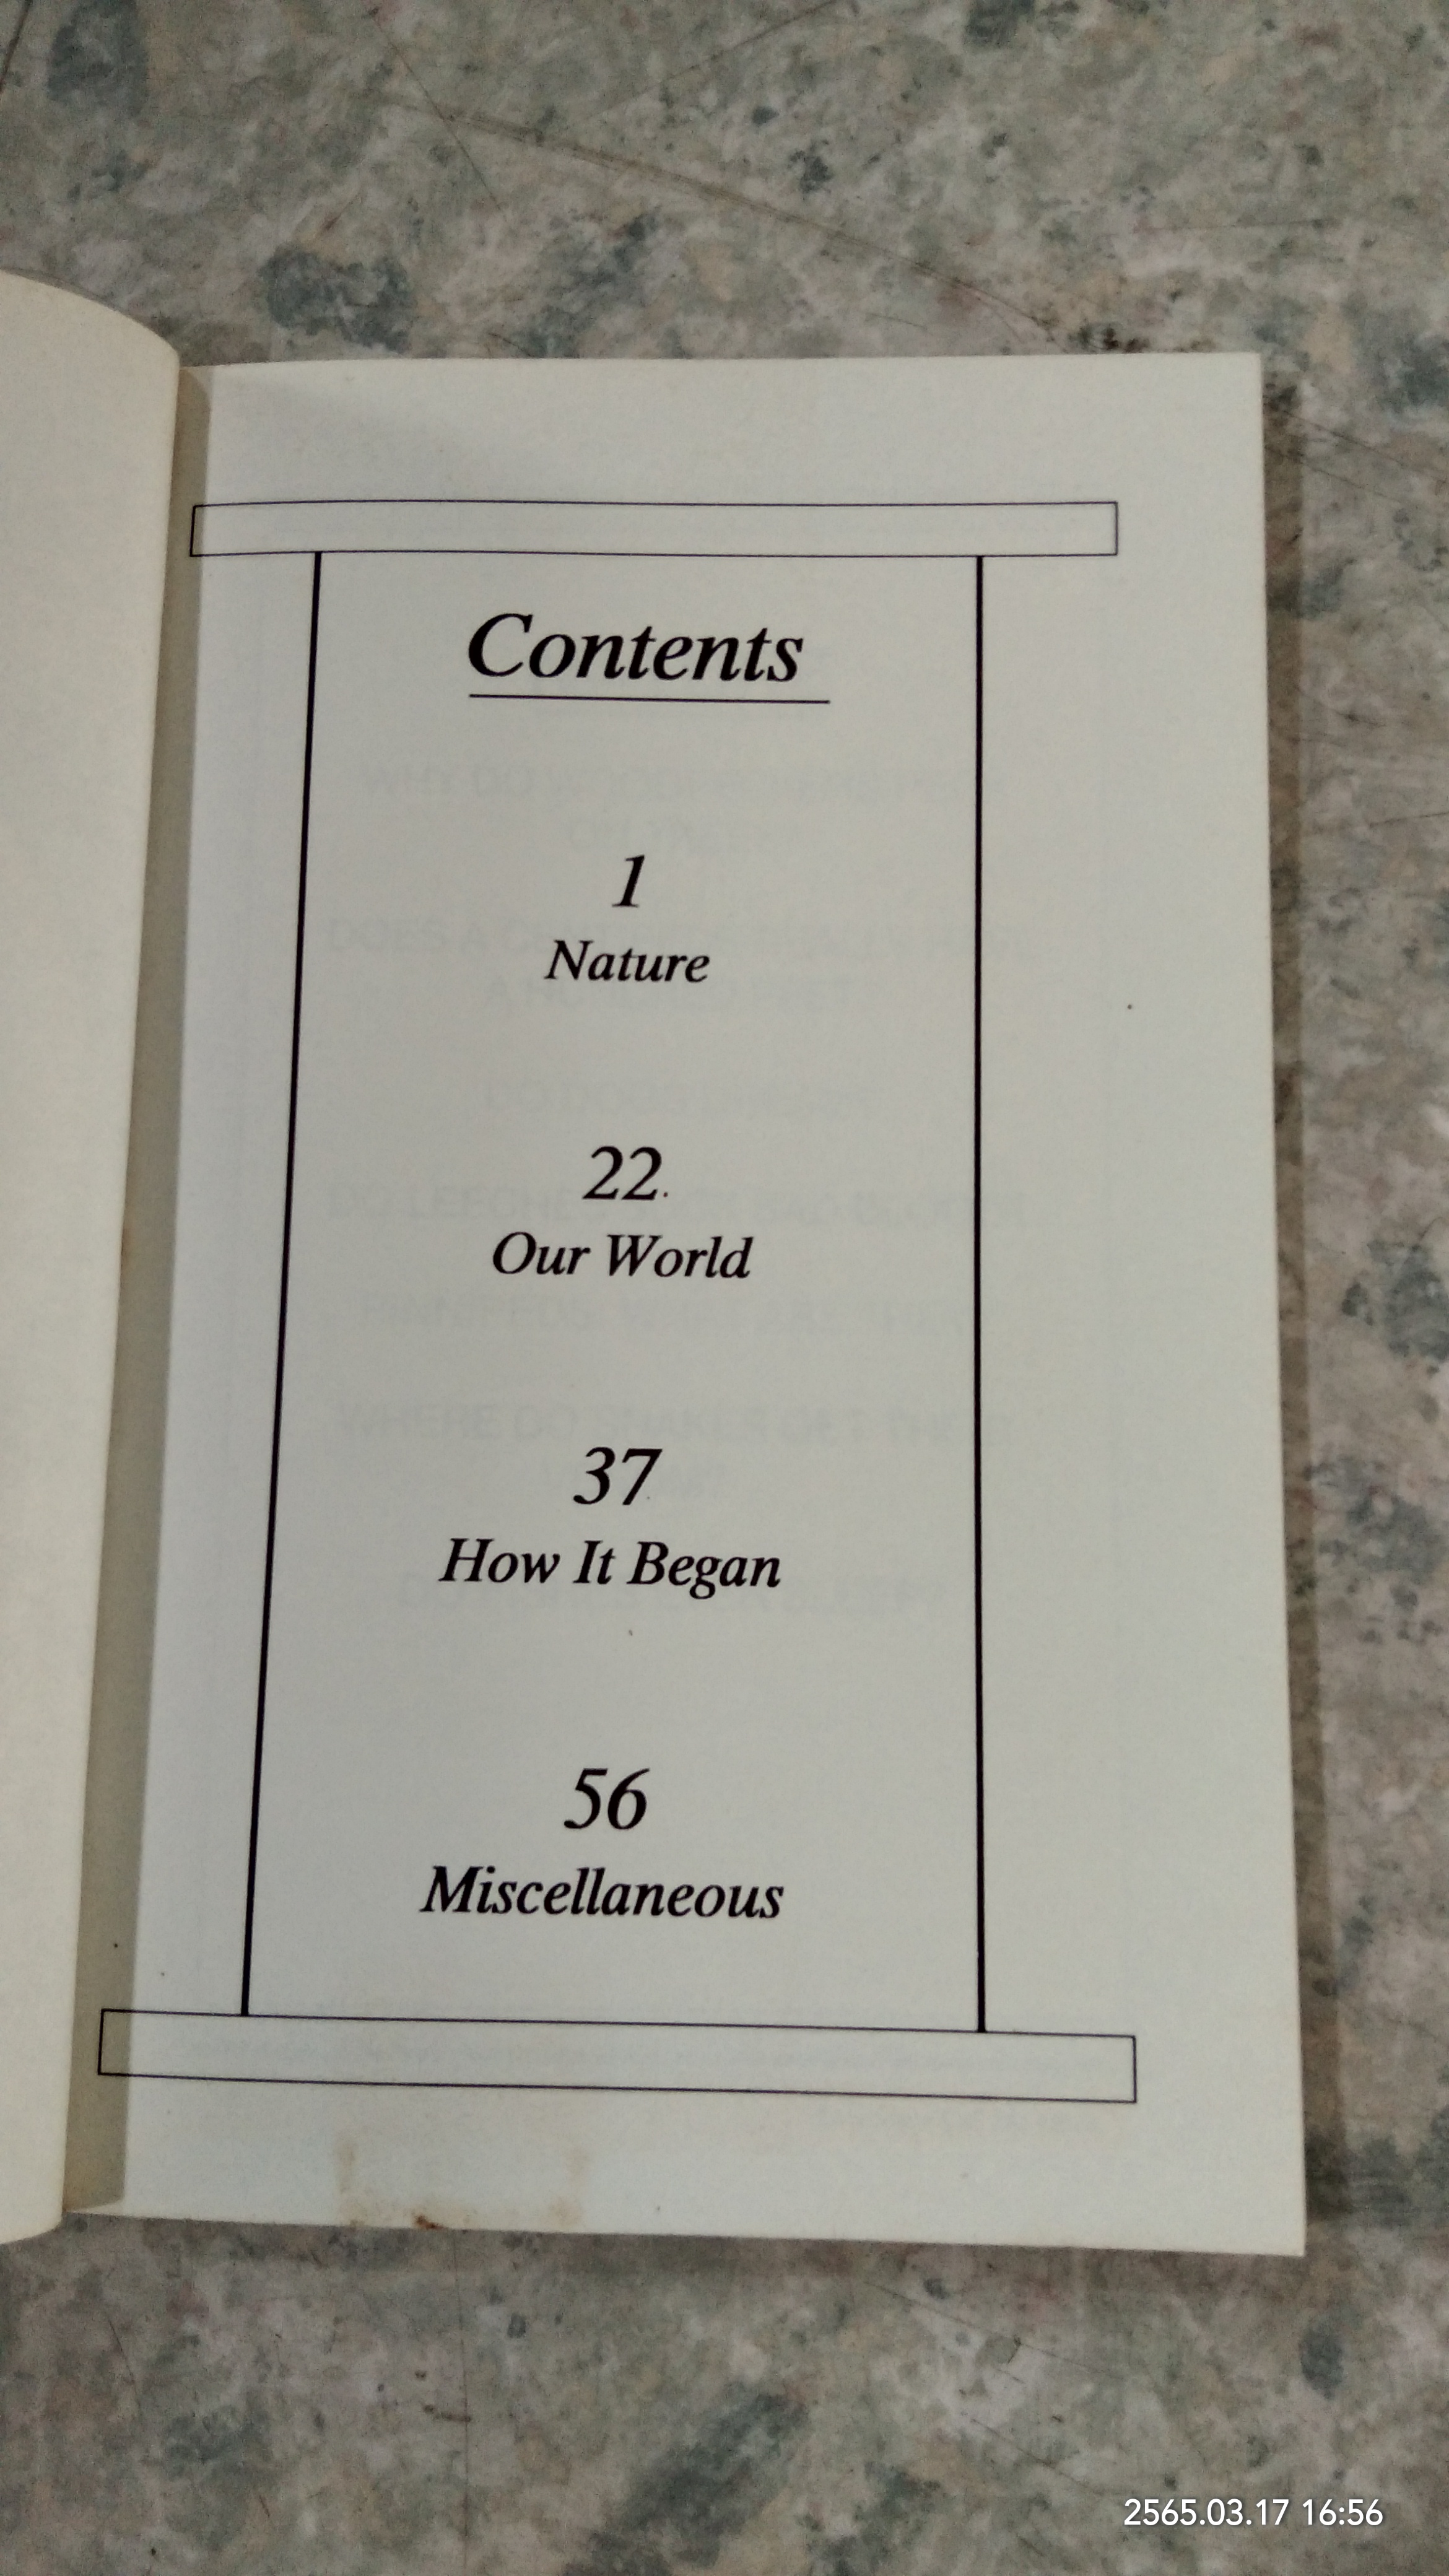 Contents
1
Nature
22
Our World
37
How It Began
56
Miscellaneous
2565.03.17 16:56